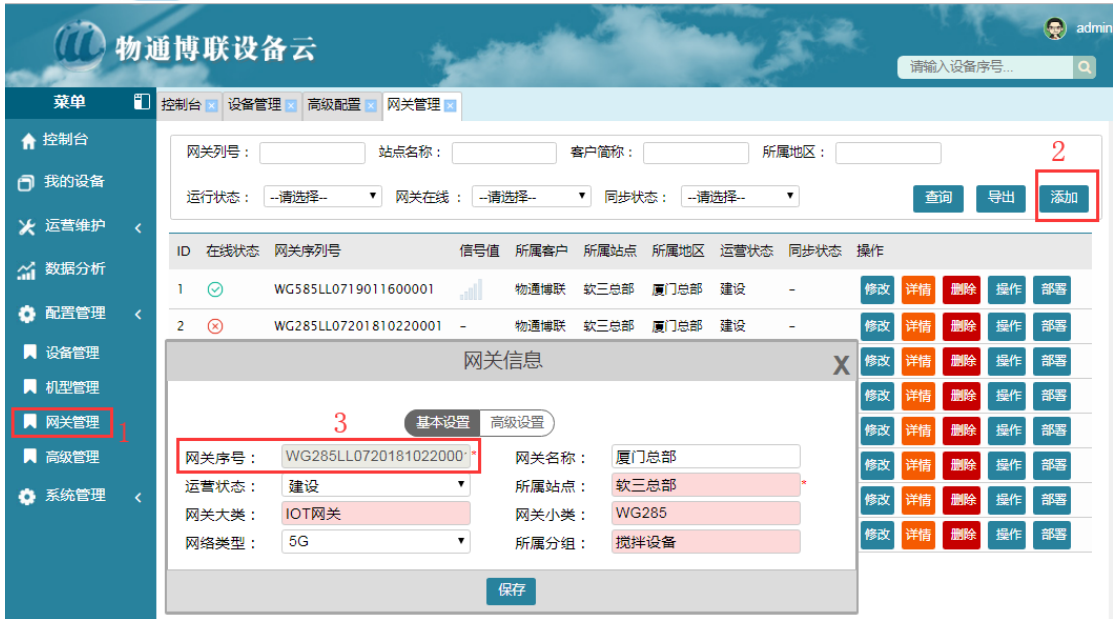 物通博联设备云
admin
请输入设备序号...
菜单
控制台 设备管理 高级配置 网关管理
控制台
我的设备
运营维护
数据分析
配置管理
设备管理
机型管理
网关管理
1
高级管理
系统管理
网关列号： 站点名称： 客户简称： 所属地区：
2
运行状态： --请选择-- 网关在线 ： --请选择-- 同步状态： --请选择-- 查询 导出 添加
ID 在线状态 网关序列号 信号值 所属客户 所属站点 所属地区 运营状态 同步状态 操作
1 WG585LL0719011600001 物通博联 软三总部 厦门总部 建设 - 修改 详情 删除 操作 部署
2 WG285LL07201810220001 - 物通博联 软三总部 厦门总部 建设 - 修改 详情 删除 操作 部署
修改 详情 删除 操作 部署
修改 详情 删除 操作 部署
修改 详情 删除 操作 部署
修改 详情 删除 操作 部署
修改 详情 删除 操作 部署
修改 详情 删除 操作 部署
网关信息 X
3
基本设置 高级设置
网关序号： WG285LL0720181022000 * 网关名称： 厦门总部
运营状态： 建设 所属站点： 软三总部 *
网关大类： IOT网关 网关小类： WG285
网络类型： 5G 所属分组： 搅拌设备
保存